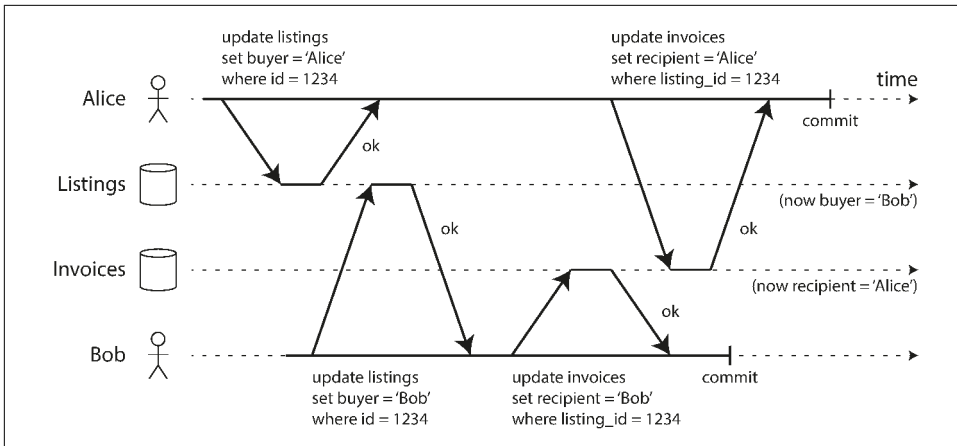 update listings
set buyer = ‘Alice’
where id = 1234
update invoices
set recipient = ‘Alice’
where listing_id = 1234
time
Alice
commit
ok
Listings
(now buyer = ‘Bob’)
ok
ok
Invoices
(now recipient = ‘Alice’)
ok
Bob
commit
update listings
set buyer = ‘Bob’
where id = 1234
update invoices
set recipient = ‘Bob’
where listing_id = 1234